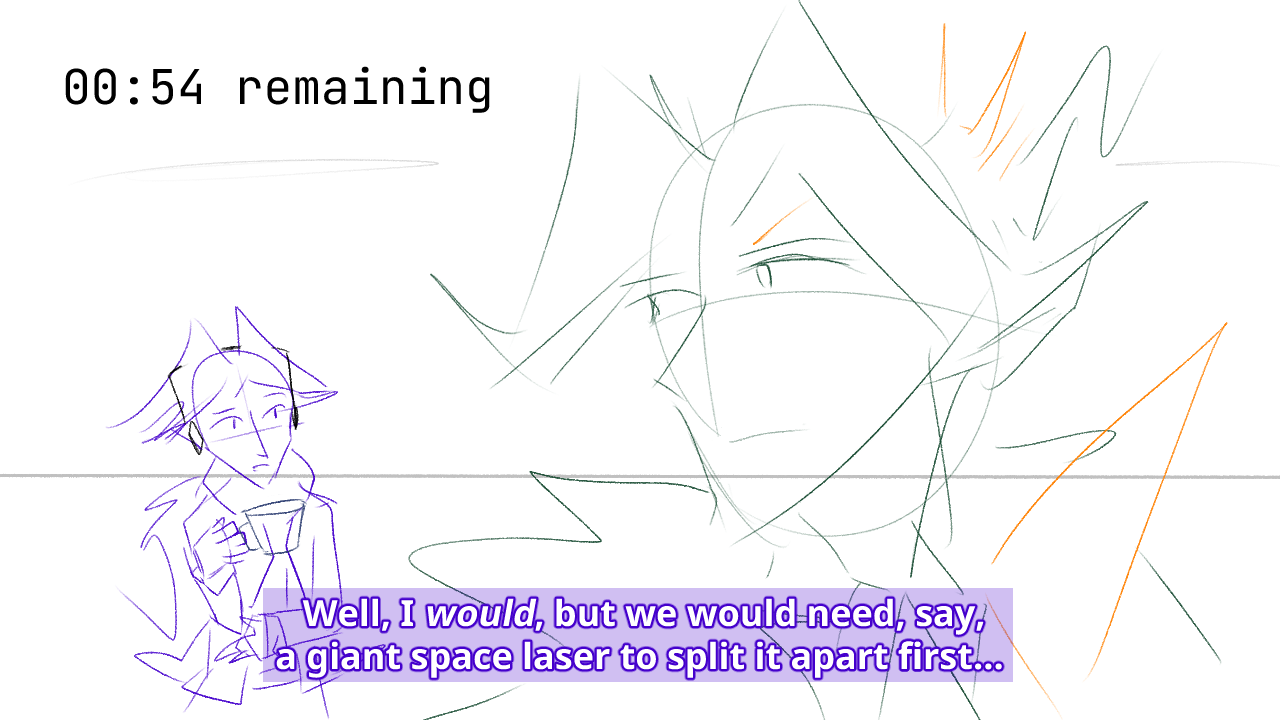 00:54 remaining
Well, I would, but we would need, say,
a giant space laser to split it apart first...